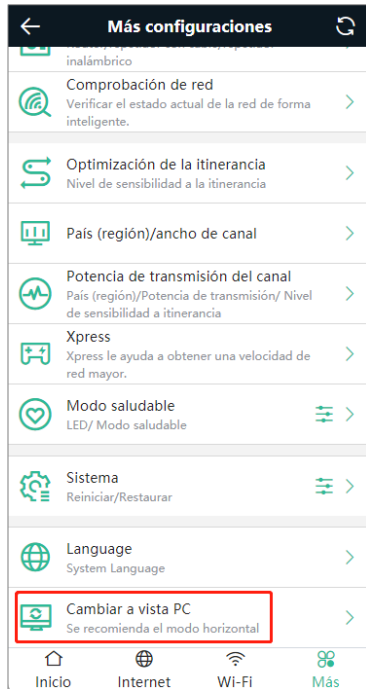 Más configuraciones
inalámbrico
Comprobación de red
Verificar el estado actual de la red de forma
inteligente.
Optimización de la itinerancia
Nivel de sensibilidad a la itinerancia
País (región)/ancho de canal
Potencia de transmisión del canal
País (región)/Potencia de transmisión/ Nivel
de sensibilidad a itinerancia
Xpress
Xpress le ayuda a obtener una velocidad de
red mayor.
Modo saludable
LED/ Modo saludable
Sistema
Reiniciar/Restaurar
Language
System Language
Cambiar a vista PC
Se recomienda el modo horizontal
Inicio Internet Wi-Fi Más